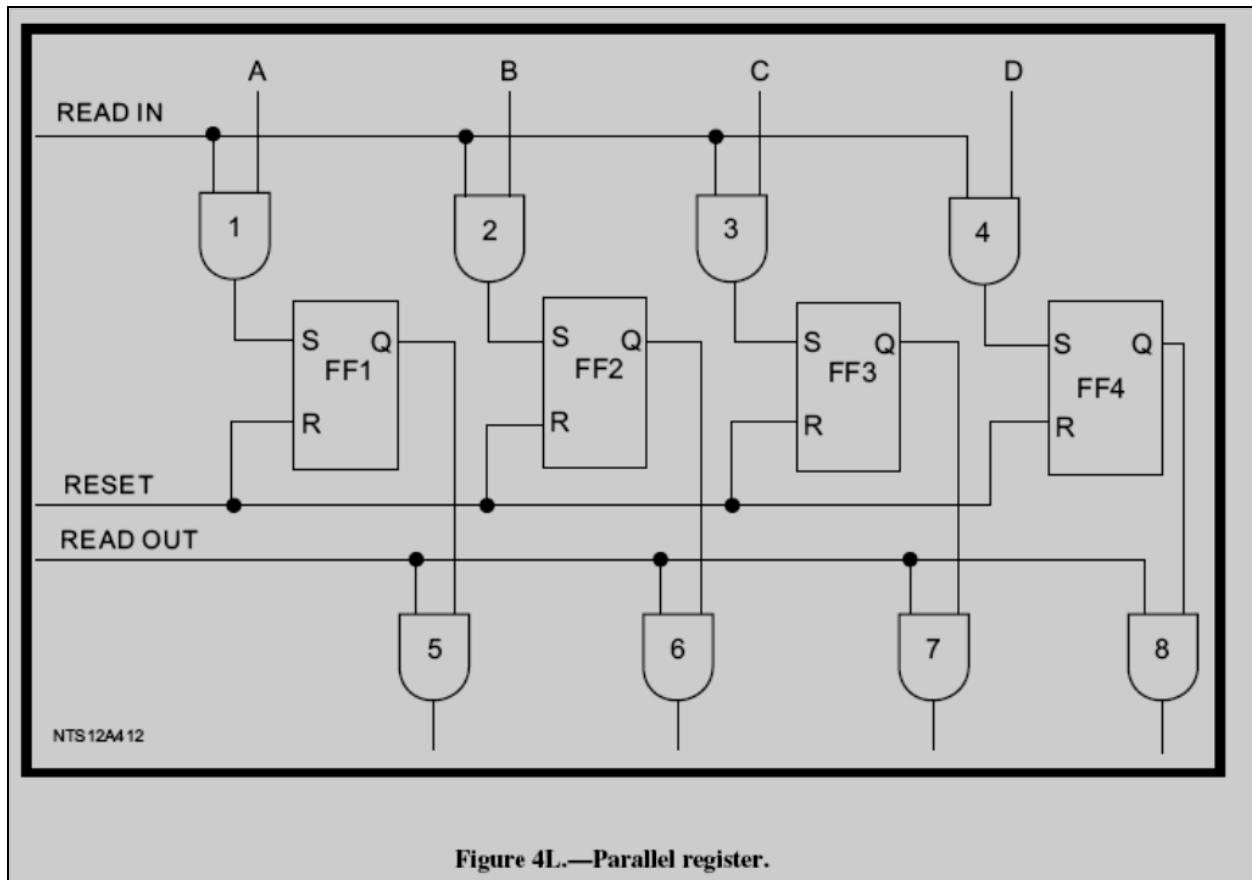 A B C D
READ IN
1 2 3 4
S Q S Q S Q S Q
FF1 FF2 FF3 FF4
R R R R
RESET
READ OUT
5 6 7 8
NTS12A412
Figure 4L.—Parallel register.